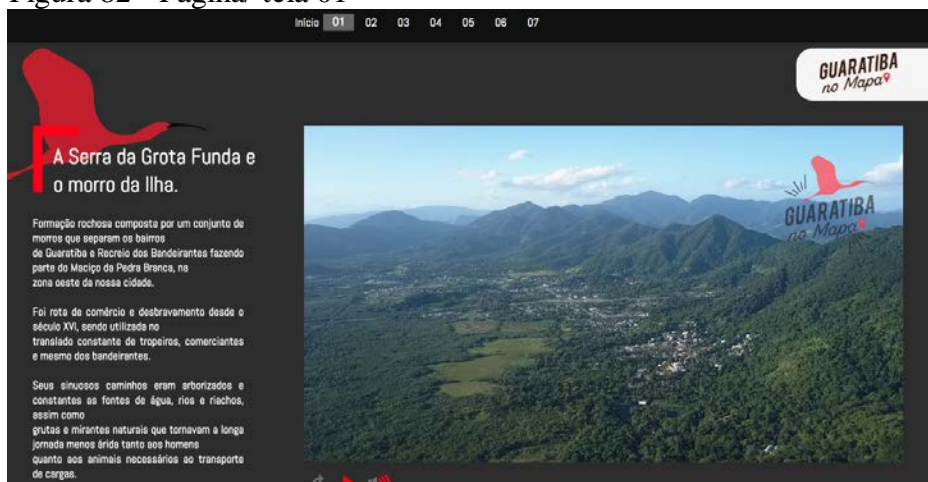 Figura 82 - Página/ tela 01
Início 01 02 03 04 05 06 07
GUARATIBA
no Mapa
A Serra da Grota Funda e
o morro da Ilha.
Formação rochosa composta por um conjunto de
morros que separam os bairros
de Guaratiba e Recreio dos Bandeirantes fazendo
parte do Maciço da Pedra Branca, na
zona oeste da nossa cidade.
Foi rota de comércio e desbravamento desde o
século XVI, sendo utilizada no
translado constante de tropeiros, comerciantes
e mesmo dos bandeirantes.
Seus sinuosos caminhos eram arborizados e
constantes as fontes de água, rios e riachos,
assim como
grutas e mirantes naturais que tornavam a longa
jornada menos árida tanto aos homens
quanto aos animais necessários ao transporte
de cargas.
GUARATIBA
no Mapa